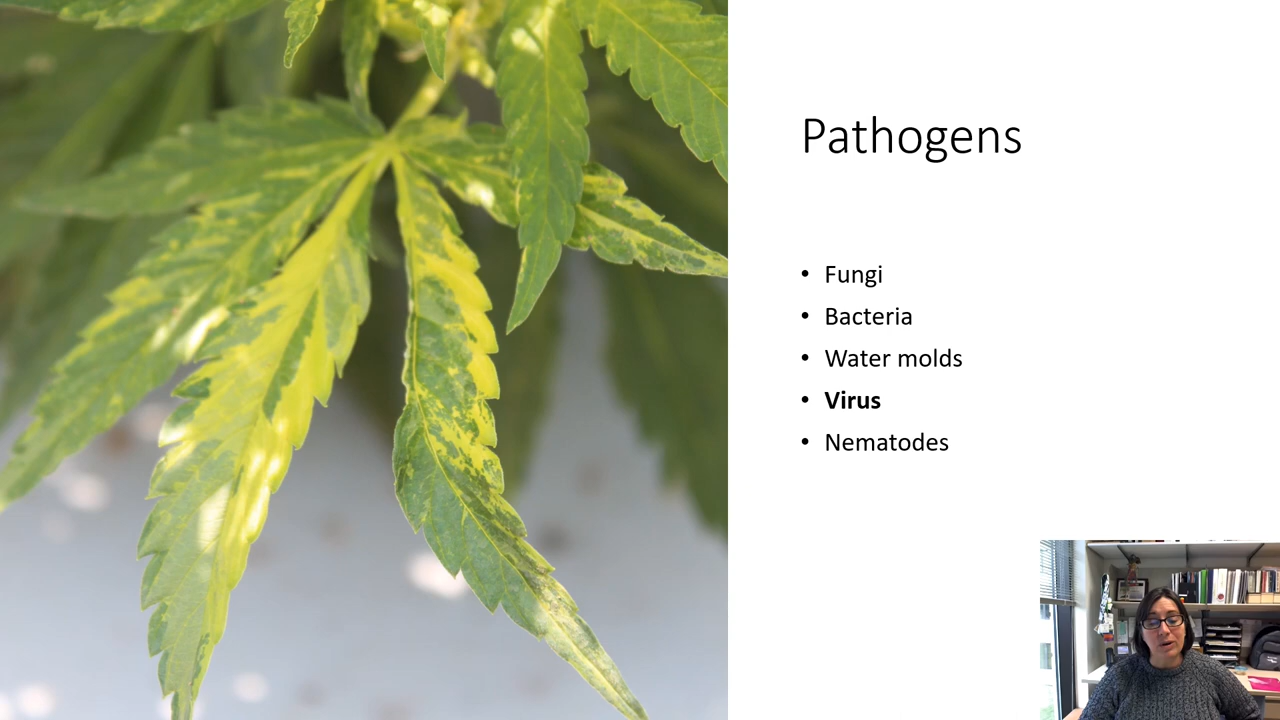 Pathogens
• Fungi
• Bacteria
• Water molds
• Virus
• Nematodes